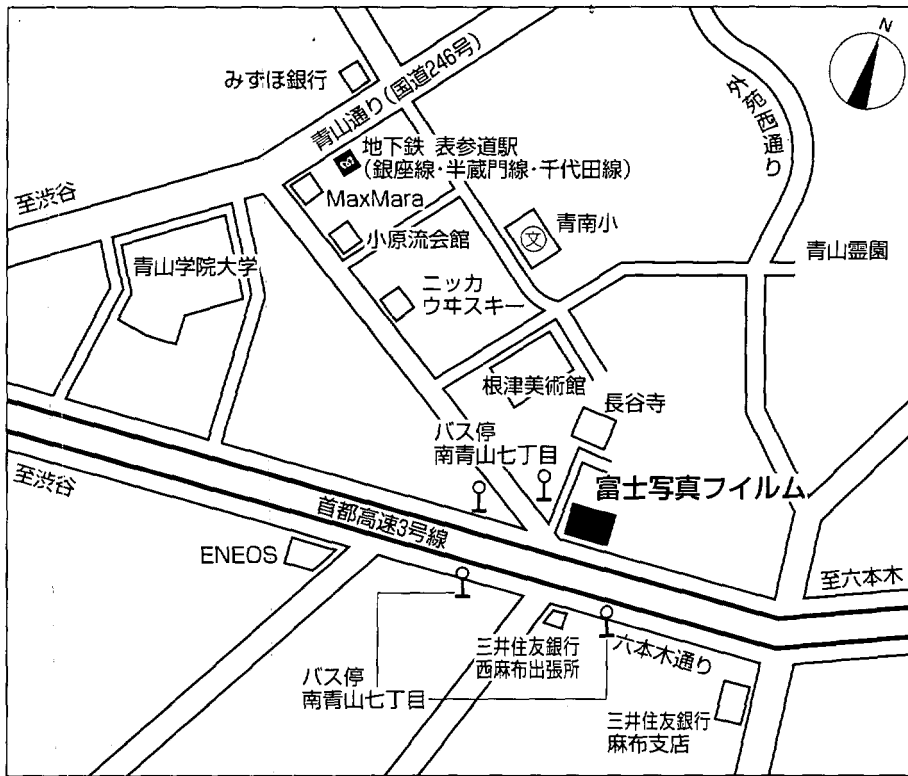 N
みずほ銀行
青山通り(国道246号)
外苑西通り
地下鉄 表参道駅
(銀座線・半蔵門線・千代田線)
至渋谷
MaxMara
小原流会館
文
青南小
青山霊園
青山学院大学
ニッカ
ウヰスキー
根津美術館
長谷寺
バス停
南青山七丁目
至渋谷
富士写真フイルム
首都高速3号線
ENEOS
至六本木
三井住友銀行
西麻布出張所
六本木通り
バス停
南青山七丁目
三井住友銀行
麻布支店